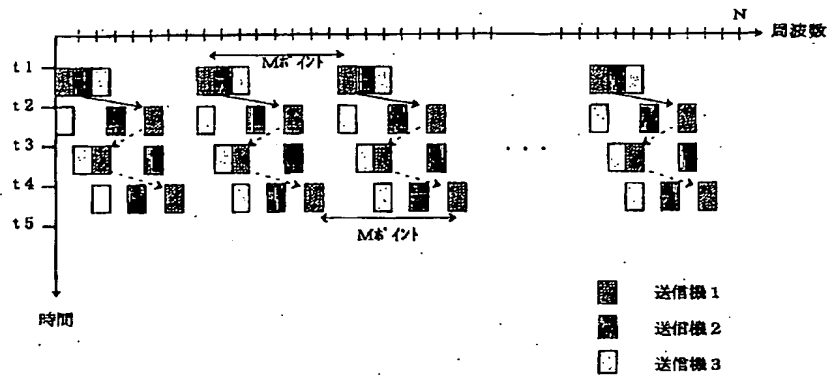 N
周波数
Mポイント
t1
t2
t3
t4
t5
・・・
Mポイント
時間
送信機1
送信機2
送信機3